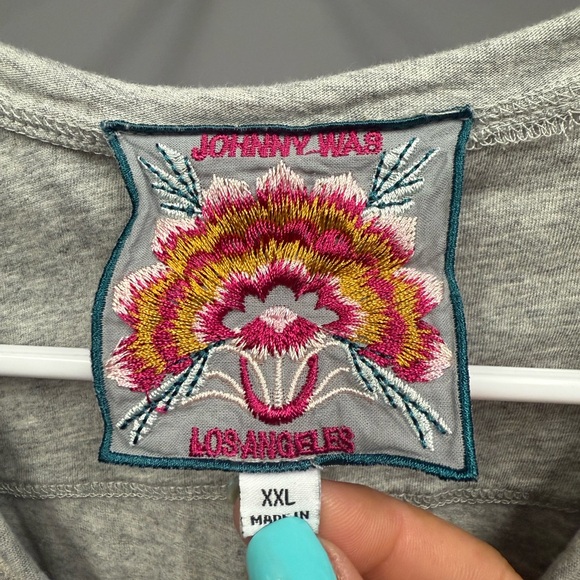 JOHNNY WAS
LOS ANGELES
XXL
MADE IN